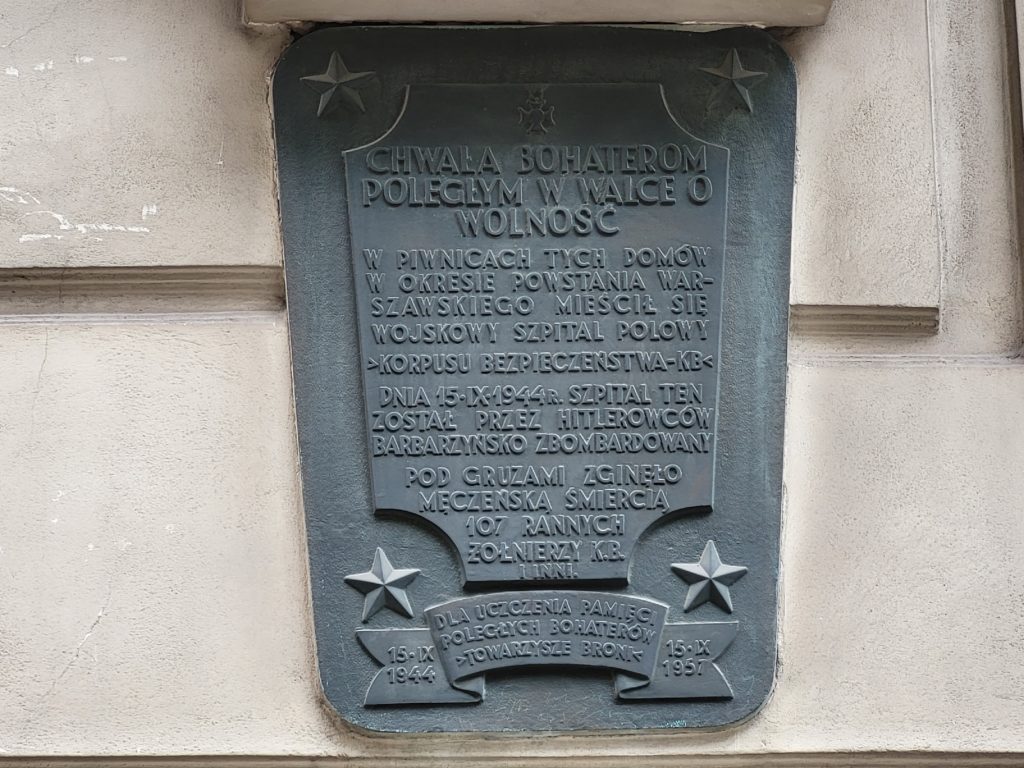 CHWAŁA BOHATEROM
POLEGŁYM W WALCE O
WOLNOŚĆ
W PIWNICACH TYCH DOMÓW
W OKRESIE POWSTANIA WAR-
SZAWSKIEGO MIEŚCIŁ SIĘ
WOJSKOWY SZPITAL POLOWY
>KORPUSU BEZPIECZEŃSTWA-KB<
DNIA 15·IX·1944R. SZPITAL TEN
ZOSTAŁ PRZEZ HITLEROWCÓW
BARBARZYŃSKO ZBOMBARDOWANY
POD GRUZAMI ZGINĘŁO
MĘCZEŃSKĄ ŚMIERCIĄ
107 RANNYCH
ŻOŁNIERZY K.B.
I INNI.
DLA UCZCZENIA PAMIĘCI
POLEGŁYCH BOHATERÓW
>TOWARZYSZE BRONI<
15·IX
1944
15·IX
1957